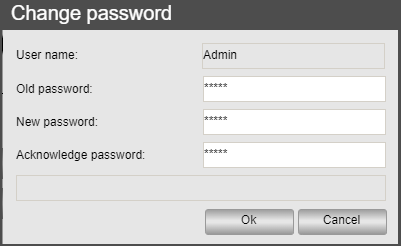 Change password
User name: Admin
Old password: *****
New password: *****
Acknowledge password: *****
Ok Cancel